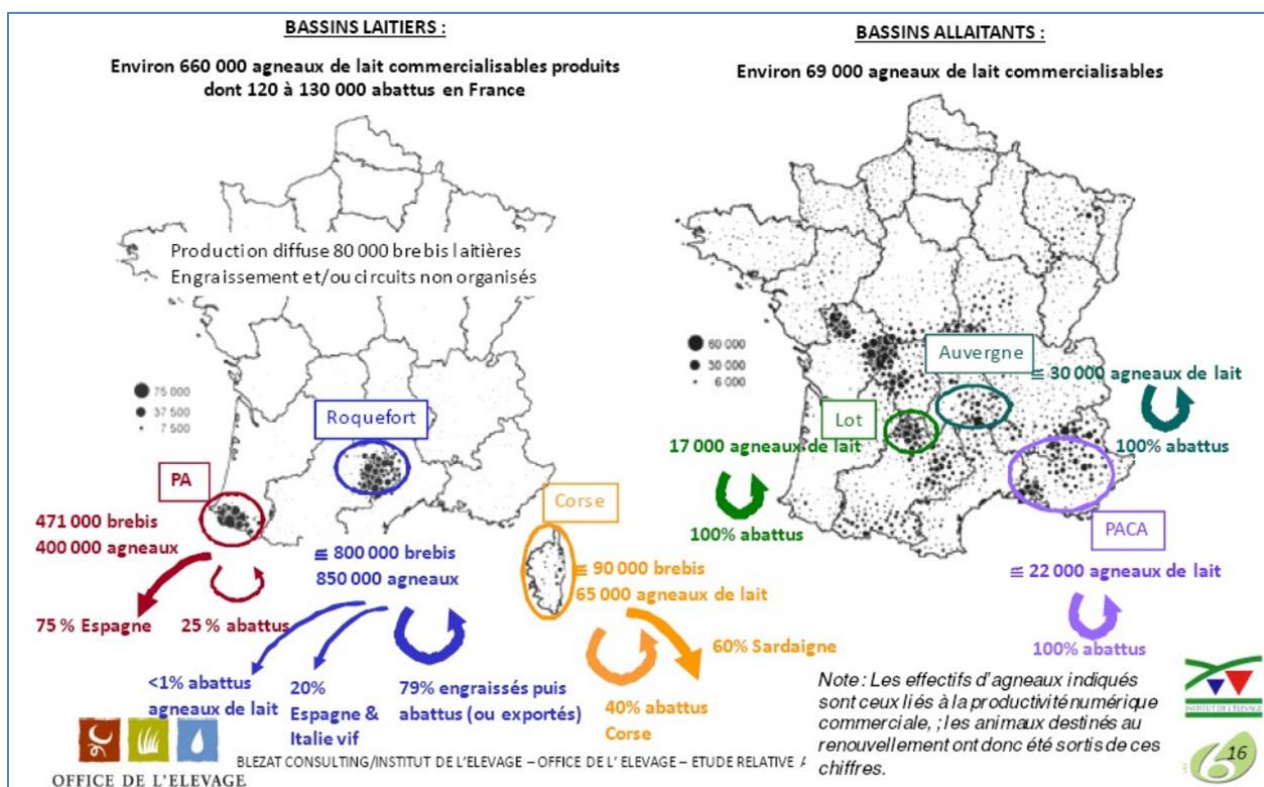 BASSINS LAITIERS :
Environ 660 000 agneaux de lait commercialisables produits
dont 120 à 130 000 abattus en France
Production diffuse 80 000 brebis laitières
Engraissement et/ou circuits non organisés
75 000
37 500
7 500
Roquefort
PA
471 000 brebis
400 000 agneaux
75 % Espagne
25 % abattus
≅ 800 000 brebis
850 000 agneaux
<1% abattus
agneaux de lait
20%
Espagne &
Italie vif
79% engraissés puis
abattus (ou exportés)
Corse
≅ 90 000 brebis
65 000 agneaux de lait
60% Sardaigne
40% abattus
Corse
BASSINS ALLAITANTS :
Environ 69 000 agneaux de lait commercialisables
60 000
30 000
6 000
Auvergne
≅ 30 000 agneaux de lait
100% abattus
Lot
17 000 agneaux de lait
100% abattus
PACA
≅ 22 000 agneaux de lait
100% abattus
Note : Les effectifs d'agneaux indiqués
sont ceux liés à la productivité numérique
commerciale, ; les animaux destinés au
renouvellement ont donc été sortis de ces
chiffres.
OFFICE DE L'ELEVAGE
BLEZAT CONSULTING/INSTITUT DE L'ELEVAGE – OFFICE DE L' ELEVAGE – ETUDE RELATIVE A
INSTITUT DE L'ELEVAGE
16